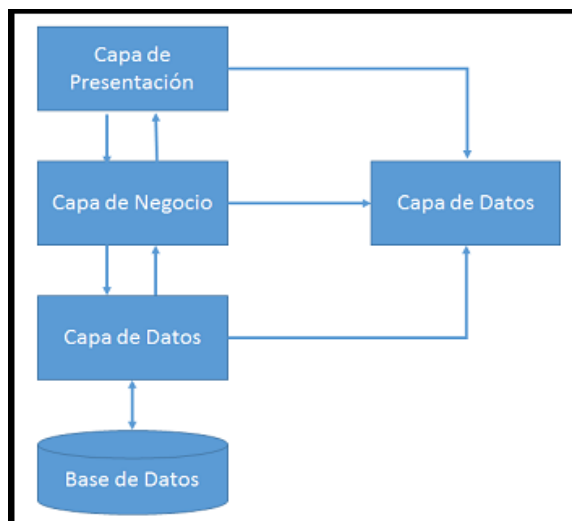 Capa de
Presentación
Capa de Negocio
Capa de Datos
Capa de Datos
Base de Datos